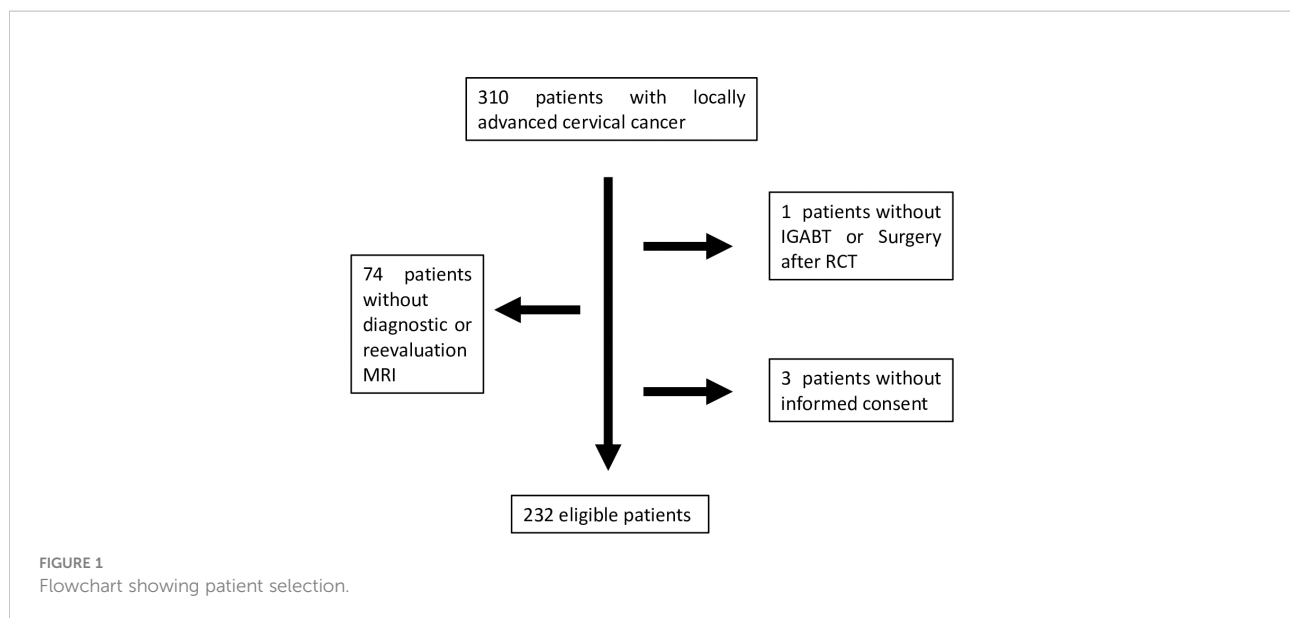 310 patients with locally
advanced cervical cancer
1 patients without
IGABT or Surgery
after RCT
74 patients
without
diagnostic or
reevaluation
MRI
3 patients without
informed consent
232 eligible patients
FIGURE 1
Flowchart showing patient selection.